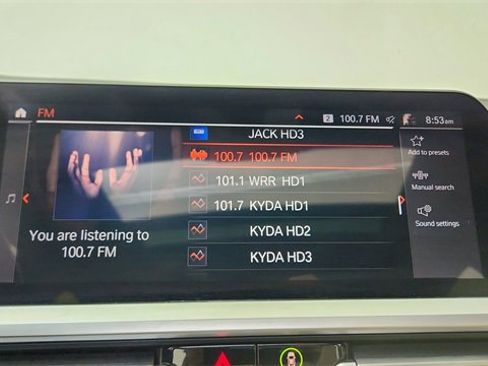 FM
2 100.7 FM 8:53am
JACK HD3
100.7 100.7 FM
101.1 WRR HD1
101.7 KYDA HD1
KYDA HD2
KYDA HD3
You are listening to
100.7 FM
Add to presets
Manual search
Sound settings